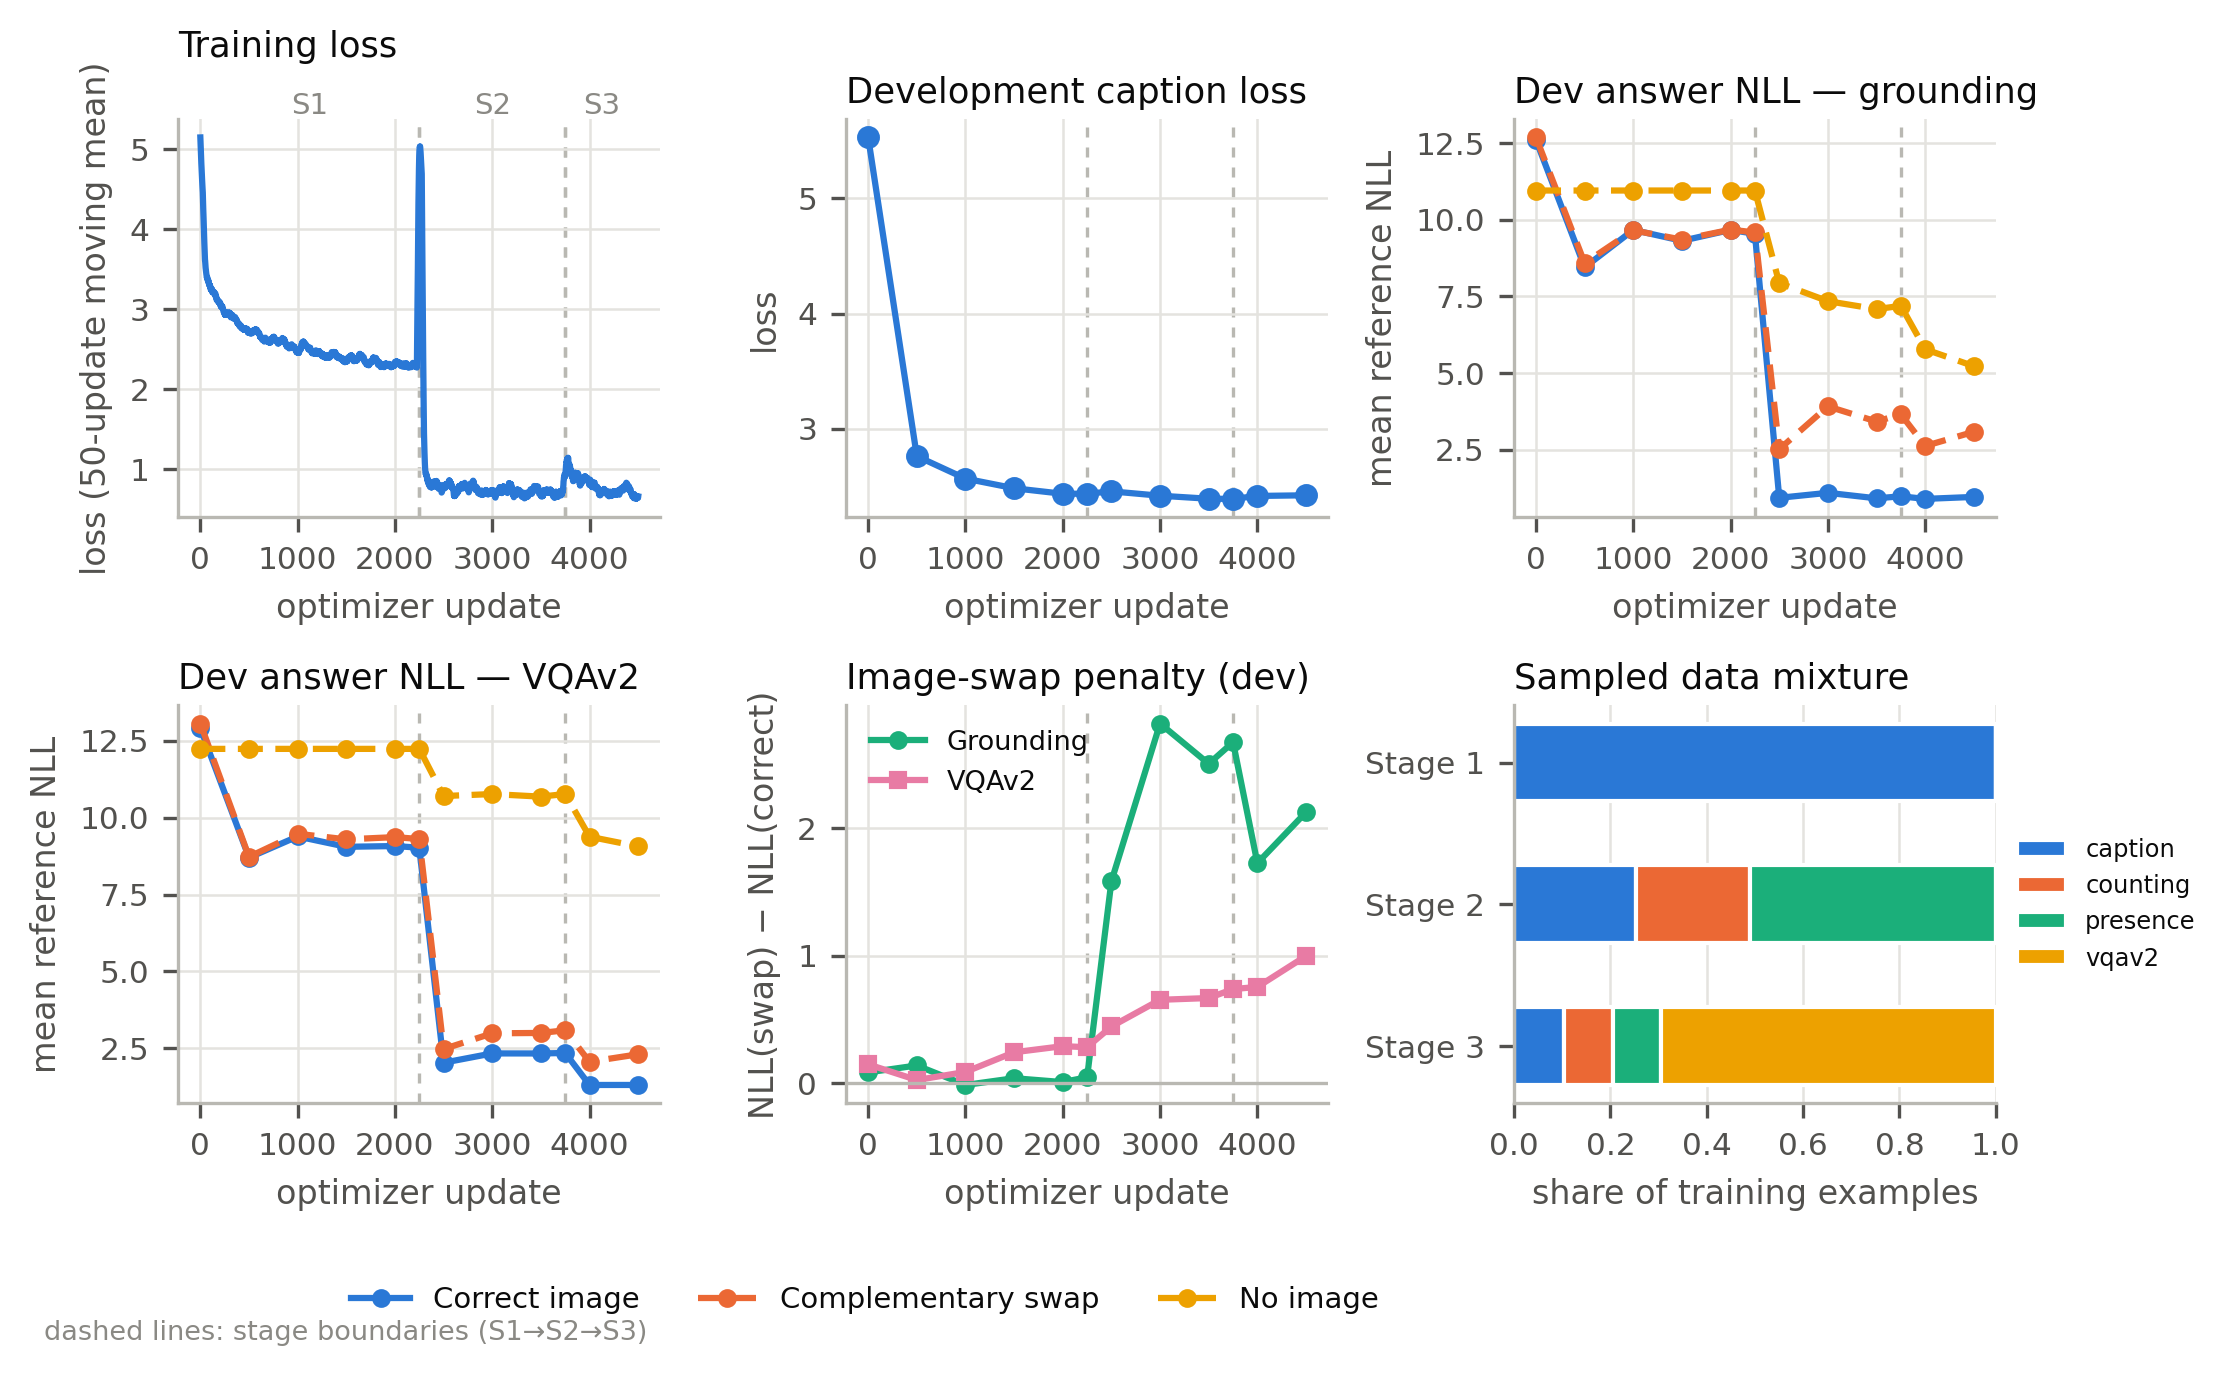 Training loss
S1 S2 S3
loss (50-update moving mean)
5
4
3
2
1
0 1000 2000 3000 4000
optimizer update
Development caption loss
loss
5
4
3
0 1000 2000 3000 4000
optimizer update
Dev answer NLL — grounding
mean reference NLL
12.5
10.0
7.5
5.0
2.5
0 1000 2000 3000 4000
optimizer update
Dev answer NLL — VQAv2
mean reference NLL
12.5
10.0
7.5
5.0
2.5
0 1000 2000 3000 4000
optimizer update
Image-swap penalty (dev)
NLL(swap) − NLL(correct)
Grounding
VQAv2
2
1
0
0 1000 2000 3000 4000
optimizer update
Sampled data mixture
Stage 1
Stage 2
Stage 3
caption
counting
presence
vqav2
0.0 0.2 0.4 0.6 0.8 1.0
share of training examples
Correct image Complementary swap No image
dashed lines: stage boundaries (S1→S2→S3)